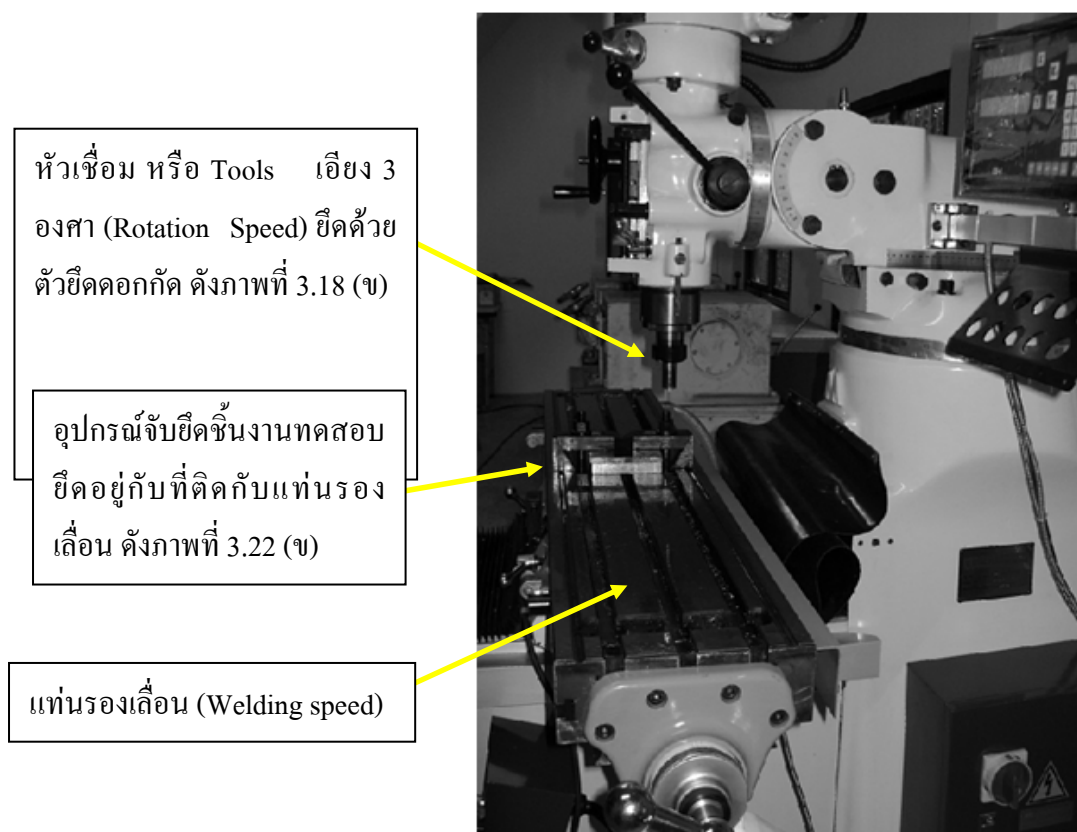 หัวเชื่อม หรือ Tools เอียง 3
องศา (Rotation Speed) ยึดด้วย
ตัวยึดดอกกัด ดังภาพที่ 3.18 (ข)
อุปกรณ์จับยึดชิ้นงานทดสอบ
ยึดอยู่กับที่ติดกับแท่นรอง
เลื่อน ดังภาพที่ 3.22 (ข)
แท่นรองเลื่อน (Welding speed)